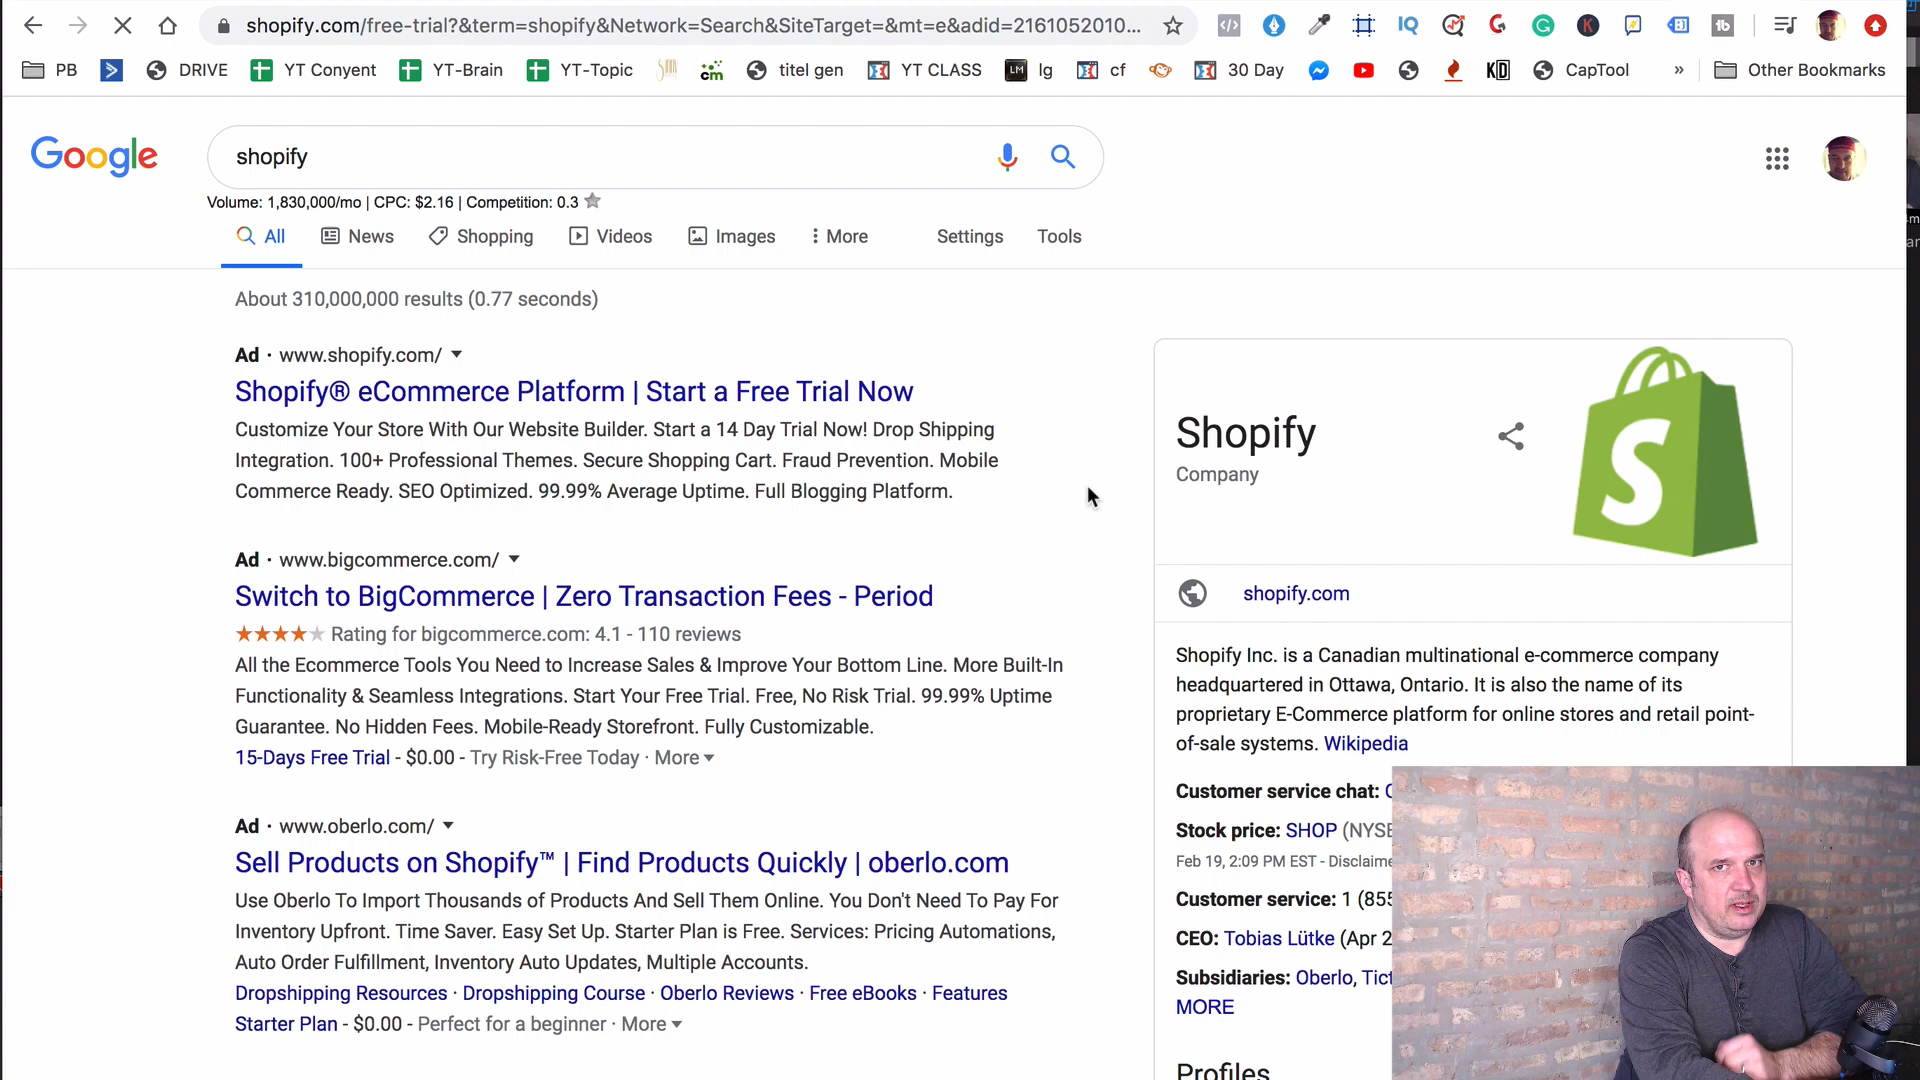 shopify.com/free-trial?&term=shopify&Network=Search&SiteTarget=&mt=e&adid=2161052010...
PB
DRIVE
YT Conyent
YT-Brain
YT-Topic
cm
titel gen
YT CLASS
LM
lg
cf
30 Day
KD
CapTool
»
Other Bookmarks
Google
shopify
Volume: 1,830,000/mo | CPC: $2.16 | Competition: 0.3
All
News
Shopping
Videos
Images
More
Settings
Tools
About 310,000,000 results (0.77 seconds)
Ad · www.shopify.com/
Shopify® eCommerce Platform | Start a Free Trial Now
Customize Your Store With Our Website Builder. Start a 14 Day Trial Now! Drop Shipping
Integration. 100+ Professional Themes. Secure Shopping Cart. Fraud Prevention. Mobile
Commerce Ready. SEO Optimized. 99.99% Average Uptime. Full Blogging Platform.
Ad · www.bigcommerce.com/
Switch to BigCommerce | Zero Transaction Fees - Period
Rating for bigcommerce.com: 4.1 - 110 reviews
All the Ecommerce Tools You Need to Increase Sales & Improve Your Bottom Line. More Built-In
Functionality & Seamless Integrations. Start Your Free Trial. Free, No Risk Trial. 99.99% Uptime
Guarantee. No Hidden Fees. Mobile-Ready Storefront. Fully Customizable.
15-Days Free Trial - $0.00 - Try Risk-Free Today · More
Ad · www.oberlo.com/
Sell Products on Shopify™ | Find Products Quickly | oberlo.com
Use Oberlo To Import Thousands of Products And Sell Them Online. You Don't Need To Pay For
Inventory Upfront. Time Saver. Easy Set Up. Starter Plan is Free. Services: Pricing Automations,
Auto Order Fulfillment, Inventory Auto Updates, Multiple Accounts.
Dropshipping Resources · Dropshipping Course · Oberlo Reviews · Free eBooks · Features
Starter Plan - $0.00 - Perfect for a beginner · More
Shopify
Company
S
shopify.com
Shopify Inc. is a Canadian multinational e-commerce company
headquartered in Ottawa, Ontario. It is also the name of its
proprietary E-Commerce platform for online stores and retail point-
of-sale systems. Wikipedia
Customer service chat:
Stock price: SHOP (NYSE
Feb 19, 2:09 PM EST - Disclaime
Customer service: 1 (855
CEO: Tobias Lütke (Apr 2
Subsidiaries: Oberlo, Tict
MORE
Profiles